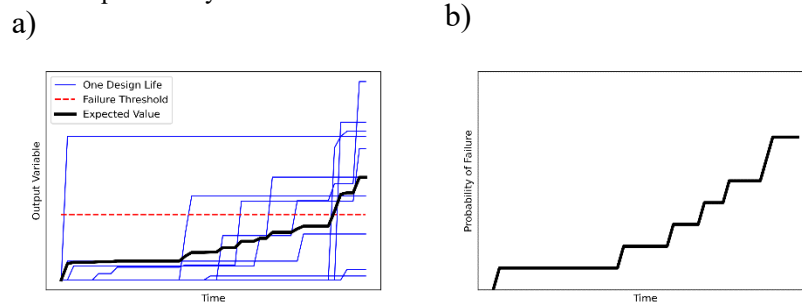 a)
b)
One Design Life
Failure Threshold
Expected Value
Output Variable
Time
Probability of Failure
Time